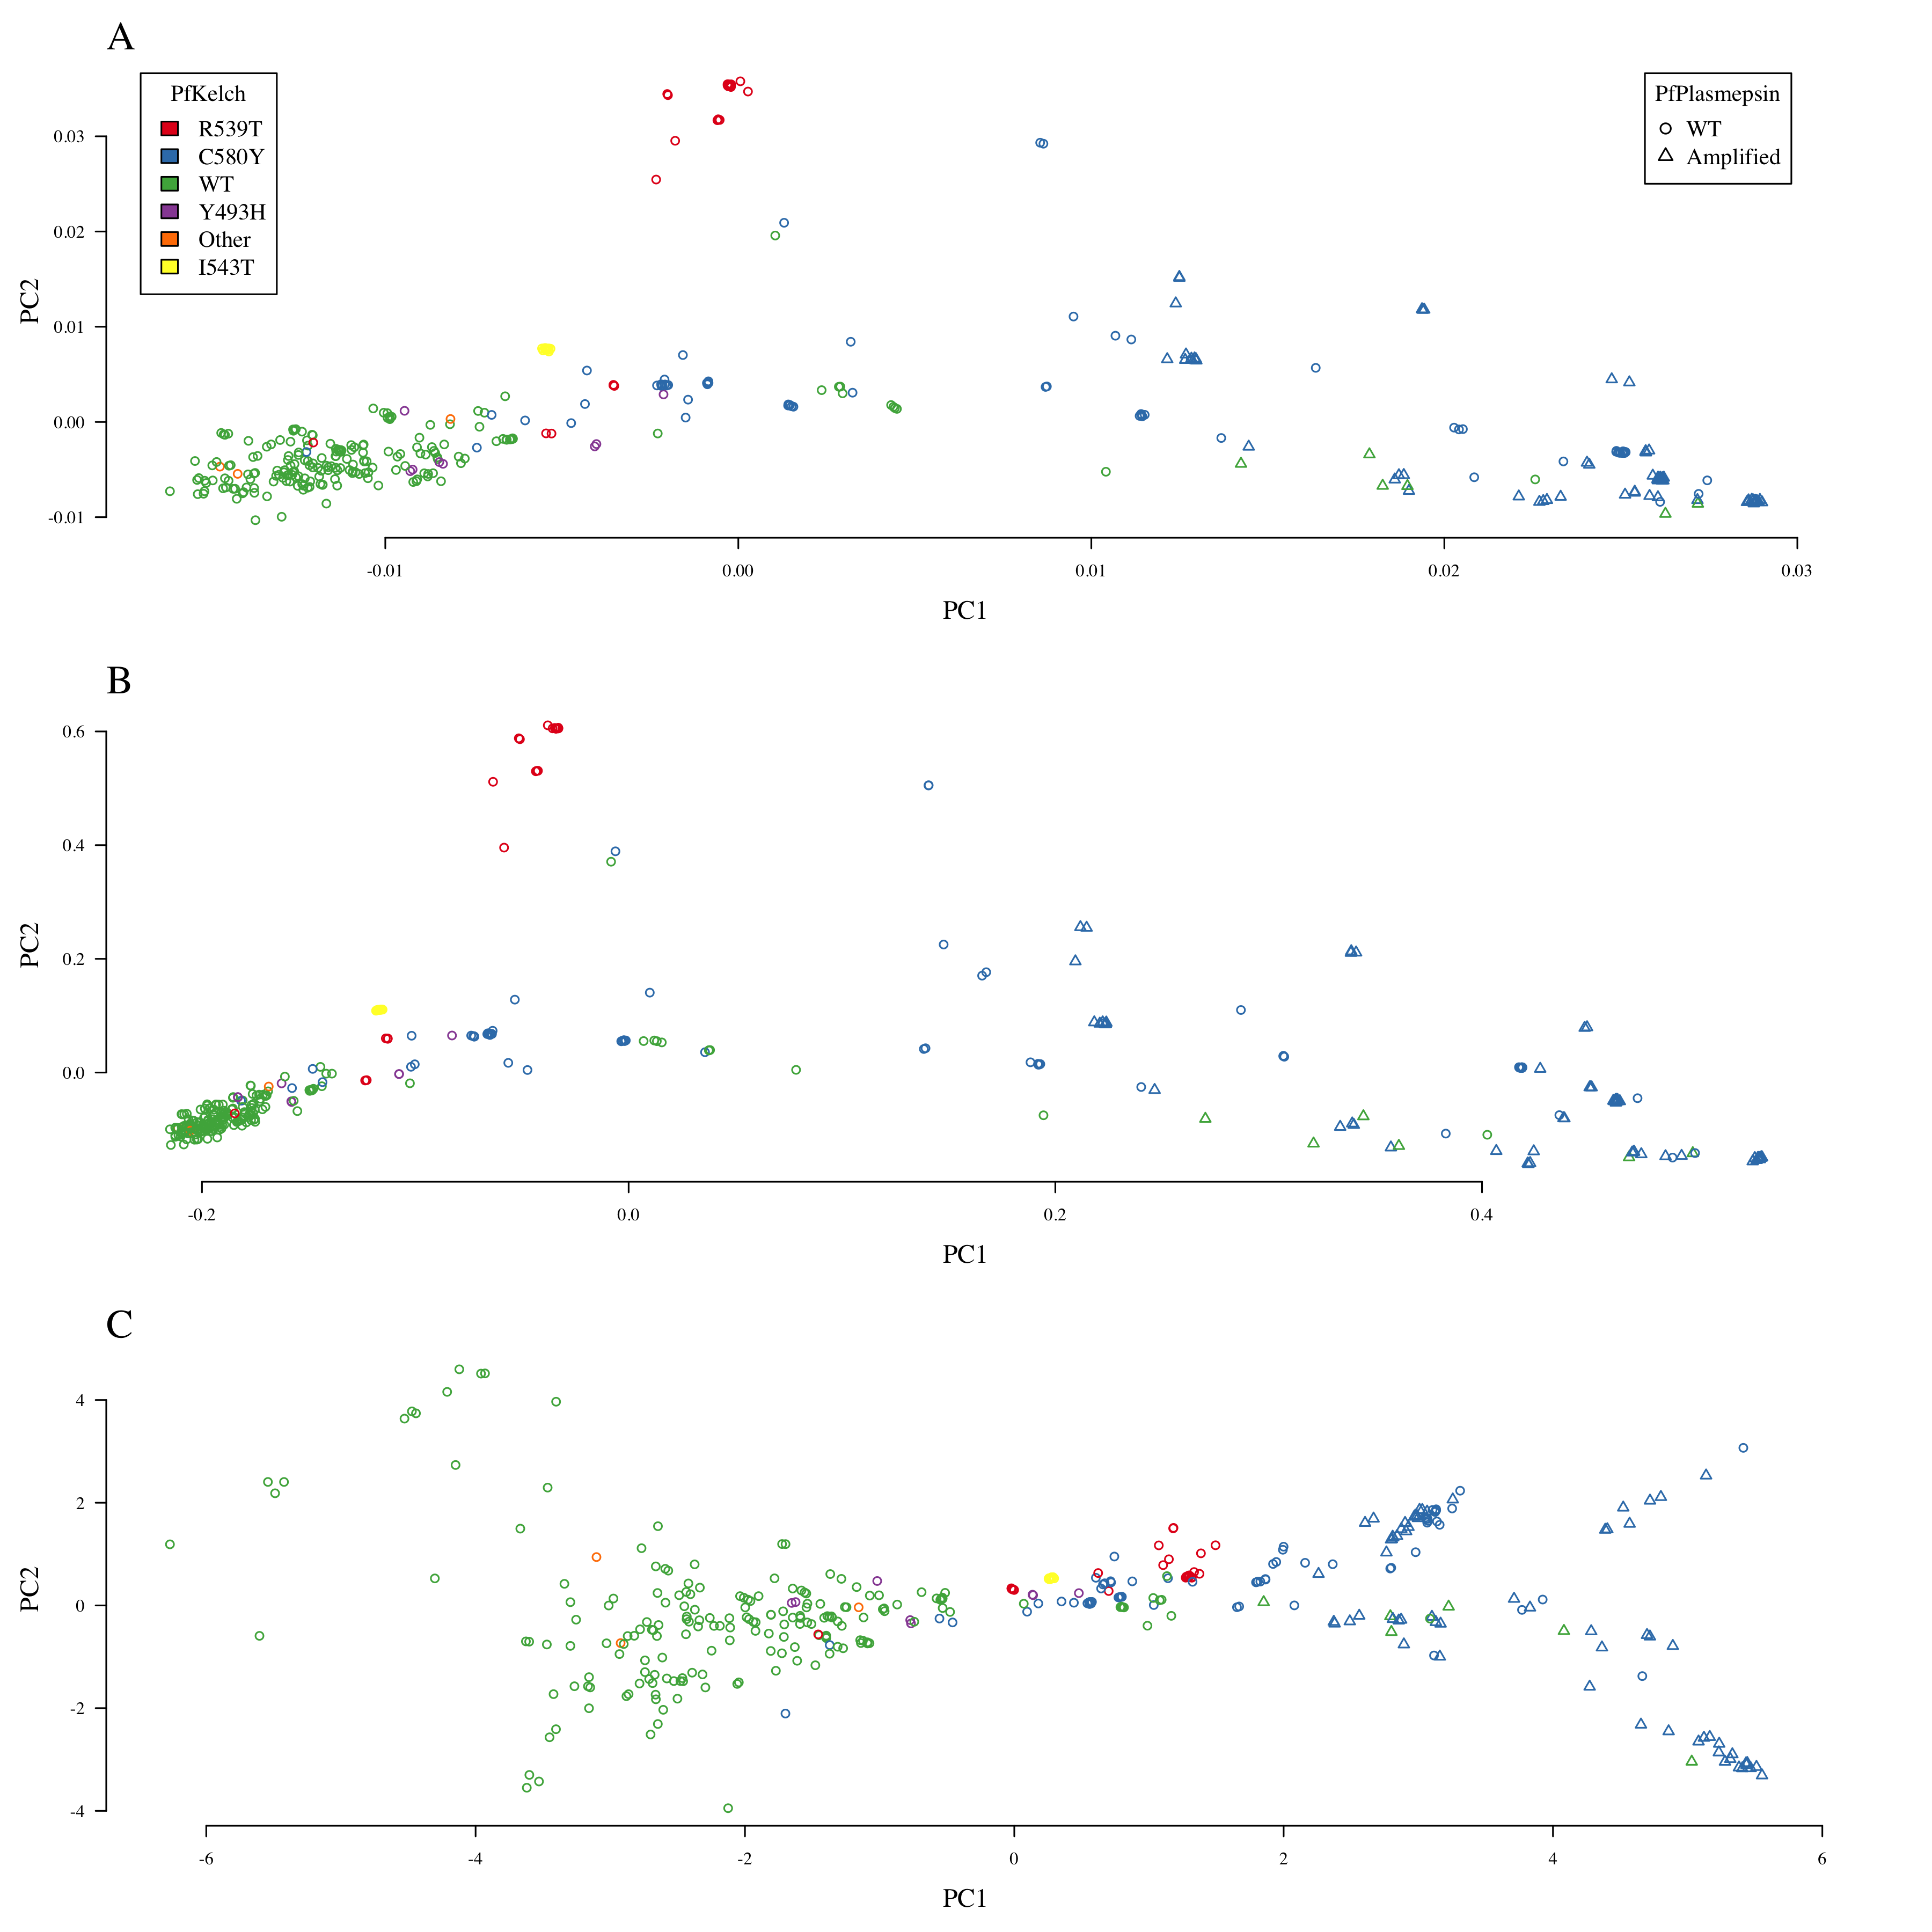 A
PfKelch
R539T
C580Y
WT
Y493H
Other
I543T
PfPlasmepsin
WT
Amplified
PC2
0.03
0.02
0.01
0.00
-0.01
-0.01 0.00 0.01 0.02 0.03
PC1
B
PC2
0.6
0.4
0.2
0.0
-0.2 0.0 0.2 0.4
PC1
C
PC2
4
2
0
-2
-4
-6 -4 -2 0 2 4 6
PC1